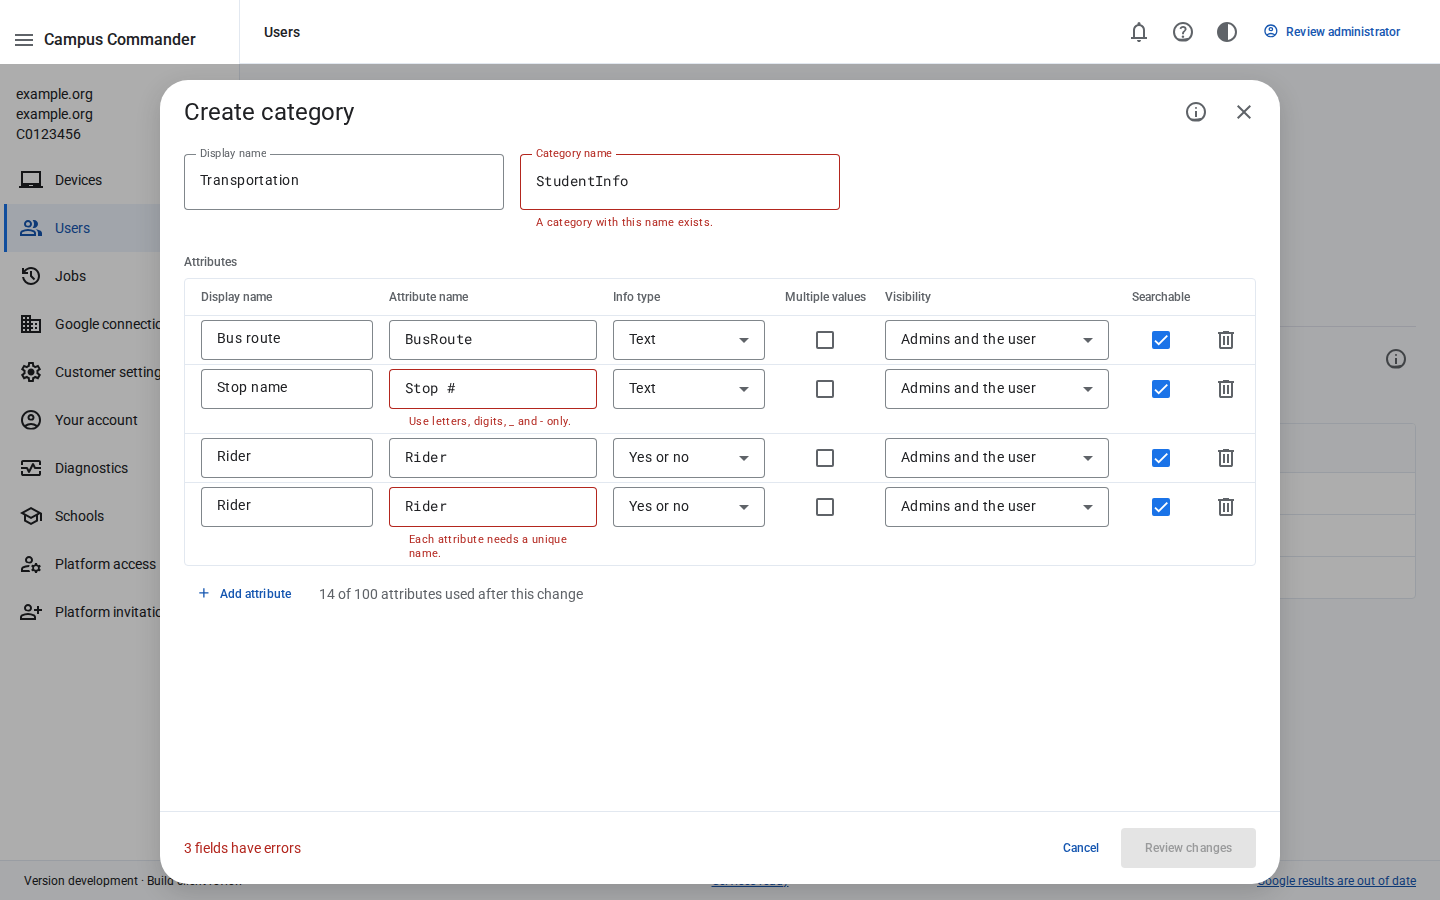 Campus Commander
Users
Review administrator
example.org
example.org
C0123456
Devices
Users
Jobs
Google connectio
Customer setting
Your account
Diagnostics
Schools
Platform access
Platform invitatio
Create category
Display name
Transportation
Category name
StudentInfo
A category with this name exists.
Attributes
Display name Attribute name Info type Multiple values Visibility Searchable
Bus route BusRoute Text Admins and the user
Stop name Stop # Text Admins and the user
Use letters, digits, _ and - only.
Rider Rider Yes or no Admins and the user
Rider Rider Yes or no Admins and the user
Each attribute needs a unique
name.
Add attribute 14 of 100 attributes used after this change
3 fields have errors
Cancel
Review changes
Version development · Build
Google results are out of date